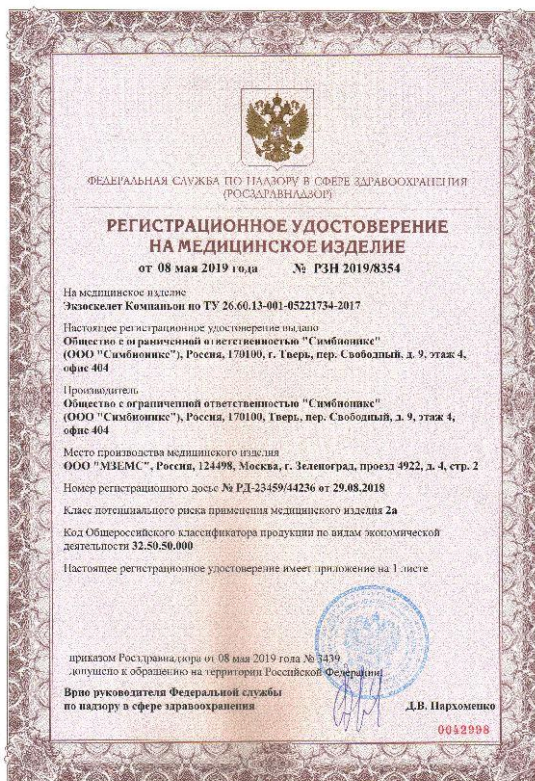 ФЕДЕРАЛЬНАЯ СЛУЖБА ПО НАДЗОРУ В СФЕРЕ ЗДРАВООХРАНЕНИЯ
(РОСЗДРАВНАДЗОР)
РЕГИСТРАЦИОННОЕ УДОСТОВЕРЕНИЕ
НА МЕДИЦИНСКОЕ ИЗДЕЛИЕ
от 08 мая 2019 года № РЗН 2019/8354
На медицинское изделие
Экзоскелет Компаньон по ТУ 26.60.13-001-05221734-2017
Настоящее регистрационное удостоверение выдано
Общество с ограниченной ответственностью "Симбионикс"
(ООО "Симбионикс"), Россия, 170100, г. Тверь, пер. Свободный, д. 9, этаж 4,
офис 404
Производитель
Общество с ограниченной ответственностью "Симбионикс"
(ООО "Симбионикс"), Россия, 170100, Тверь, пер. Свободный, д. 9, этаж 4,
офис 404
Место производства медицинского изделия
ООО "МЗЕМС", Россия, 124498, Москва, г. Зеленоград, проезд 4922, д. 4, стр. 2
Номер регистрационного досье № РД-23459/44236 от 29.08.2018
Класс потенциального риска применения медицинского изделия 2а
Код Общероссийского классификатора продукции по видам экономической
деятельности 32.50.50.000
Настоящее регистрационное удостоверение имеет приложение на 1 листе
приказом Росздравнадзора от 08 мая 2019 года № 3439
допущено к обращению на территории Российской Федерации.
Врио руководителя Федеральной службы
по надзору в сфере здравоохранения
Д.В. Пархоменко
0042998